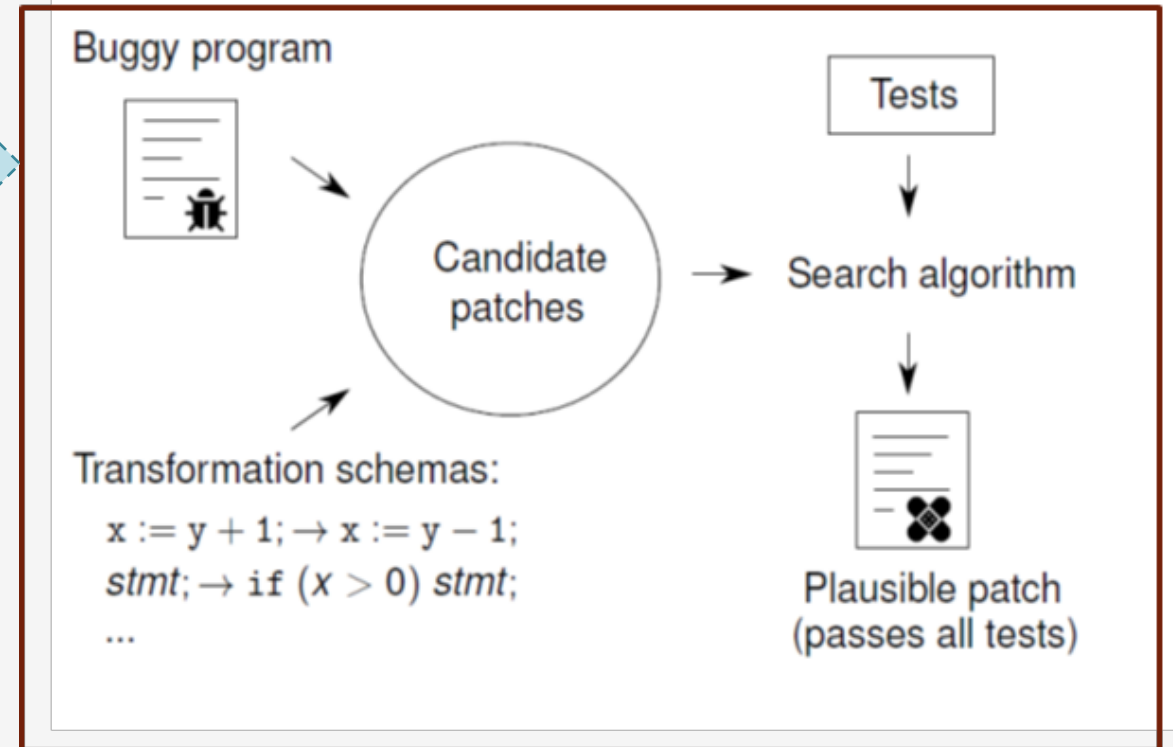 Buggy program
Tests
Candidate
patches
Search algorithm
Transformation schemas:
x := y + 1; → x := y − 1;
stmt; → if (x > 0) stmt;
...
Plausible patch
(passes all tests)